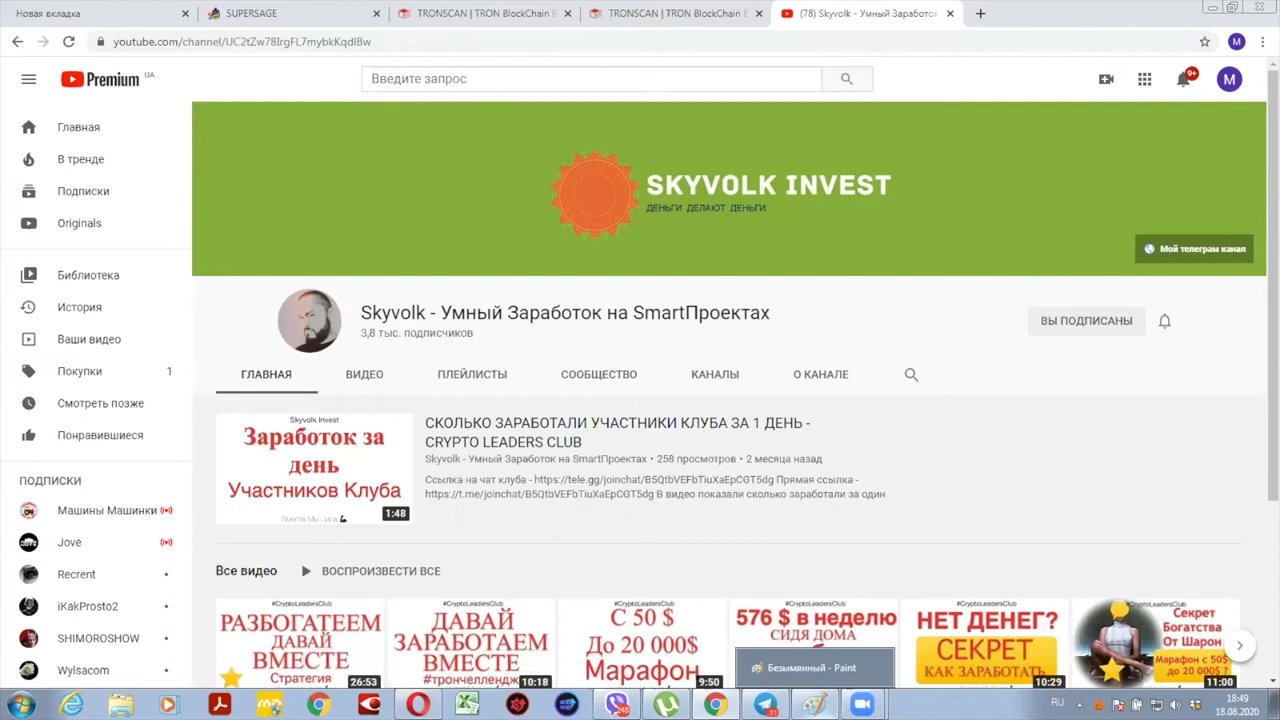 Новая вкладка
SUPERSAGE
TRONSCAN | TRON BlockChain E
TRONSCAN | TRON BlockChain E
(78) Skyvolk - Умный Заработок
youtube.com/channel/UC2tZw78IrgFL7mybkKqdlBw
M
Premium UA
Введите запрос
9+
M
Главная
В тренде
Подписки
Originals
Библиотека
История
Ваши видео
Покупки 1
Смотреть позже
Понравившиеся
ПОДПИСКИ
Машины Машинки
Jove
Recrent
iKakProsto2
SHIMOROSHOW
Wylsacom
SKYVOLK INVEST
ДЕНЬГИ ДЕЛАЮТ ДЕНЬГИ
Мой телеграм канал
Skyvolk - Умный Заработок на SmartПроектах
3,8 тыс. подписчиков
ВЫ ПОДПИСАНЫ
ГЛАВНАЯ ВИДЕО ПЛЕЙЛИСТЫ СООБЩЕСТВО КАНАЛЫ О КАНАЛЕ
Skyvolk Invest
Заработок за
день
Участников Клуба
Вместе Мы Сила
1:48
СКОЛЬКО ЗАРАБОТАЛИ УЧАСТНИКИ КЛУБА ЗА 1 ДЕНЬ -
CRYPTO LEADERS CLUB
Skyvolk - Умный Заработок на SmartПроектах • 258 просмотров • 2 месяца назад
Ссылка на чат клуба - https://tele.gg/joinchat/B5QtbVEFbTiuXaEpCGT5dg Прямая ссылка -
https://t.me/joinchat/B5QtbVEFbTiuXaEpCGT5dg В видео показали сколько заработали за один
Все видео ВОСПРОИЗВЕСТИ ВСЕ
#CryptoLeadersClub
РАЗБОГАТЕЕМ
ДАВАЙ
ВМЕСТЕ
Стратегия
26:53
#CryptoLeadersClub
ДАВАЙ
ЗАРАБОТАЕМ
ВМЕСТЕ
#трончеллендж
10:18
#CryptoLeadersClub
С 50 $
До 20 000$
Марафон
9:50
#CryptoLeadersClub
576 $ в неделю
СИДЯ ДОМА
Безымянный - Paint
#CryptoLeadersClub
НЕТ ДЕНЕГ?
СЕКРЕТ
КАК ЗАРАБОТАТЬ
10:29
#CryptoLeadersClub
Секрет
Богатства
От Шарон
Марафон с 50$
до 20 000$ ?
11:00
248
31
RU
18:49
18.08.2020